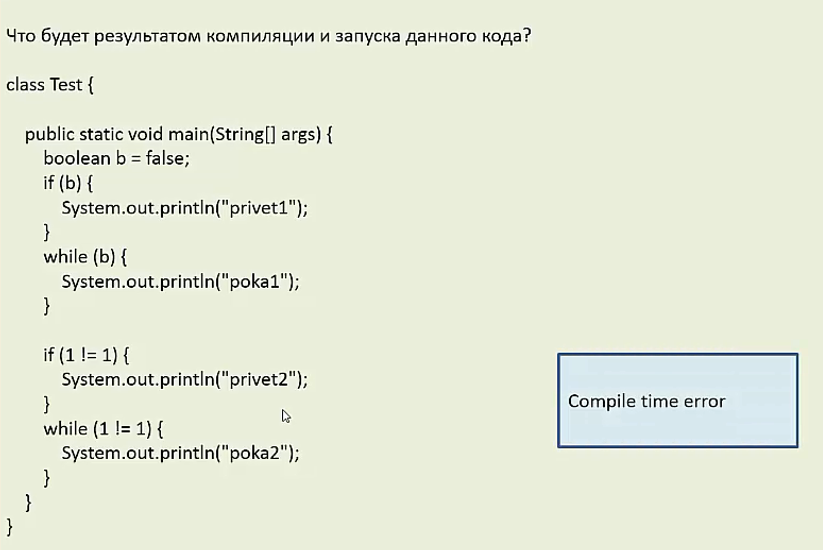 Что будет результатом компиляции и запуска данного кода?
class Test {
public static void main(String[] args) {
boolean b = false;
if (b) {
System.out.println("privet1");
}
while (b) {
System.out.println("poka1");
}
if (1 != 1) {
System.out.println("privet2");
}
while (1 != 1) {
System.out.println("poka2");
}
}
}
Compile time error